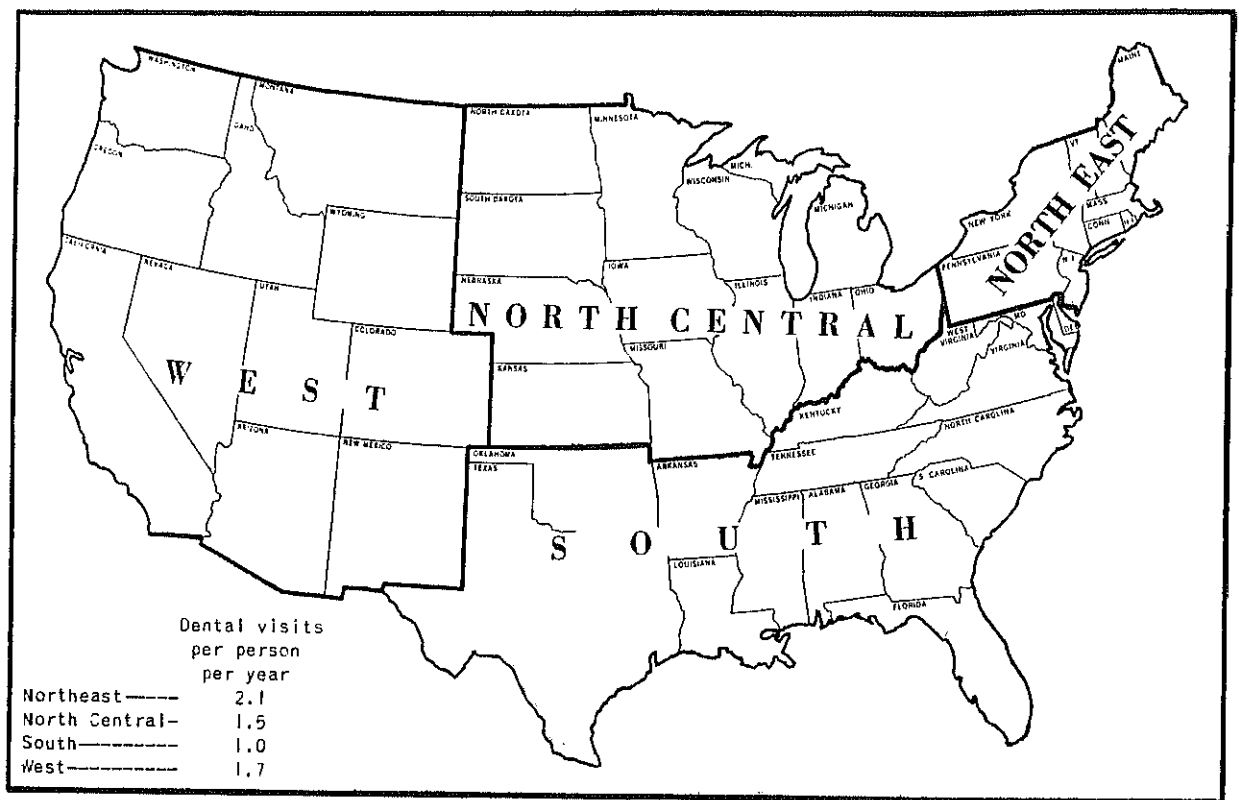 WASHINGTON
MONTANA
IDAHO
OREGON
NORTH DAKOTA
MINNESOTA
MAINE
VT
MICH.
WISCONSIN
SOUTH DAKOTA
MICHIGAN
WYOMING
NEW YORK
MASS
CONN
NORTH EAST
CALIFORNIA
NEVADA
UTAH
NEBRASKA
IOWA
ILLINOIS
INDIANA
OHIO
PENNSYLVANIA
N J
NORTH CENTRAL
COLORADO
MISSOURI
WEST
VIRGINIA
MD
DEL
VIRGINIA
KANSAS
WEST
KENTUCKY
ARIZONA
NEW MEXICO
OKLAHOMA
TEXAS
ARKANSAS
TENNESSEE
NORTH CAROLINA
S CAROLINA
MISSISSIPPI
ALABAMA
GEORGIA
SOUTH
LOUISIANA
FLORIDA
Dental visits
per person
per year
Northeast----- 2.1
North Central- 1.5
South--------- 1.0
West---------- 1.7